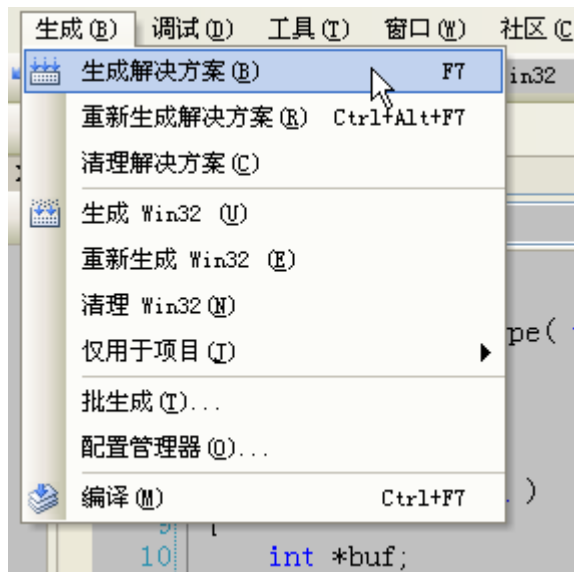 生成(B) 调试(D) 工具(T) 窗口(W) 社区(C
生成解决方案(B) F7 in32
重新生成解决方案(R) Ctrl+Alt+F7
清理解决方案(C)
生成 Win32 (U)
重新生成 Win32 (E)
清理 Win32(N)
仅用于项目(J)
pe(
批生成(T)...
配置管理器(O)...
编译(M) Ctrl+F7 )
9 {
10 int *buf;